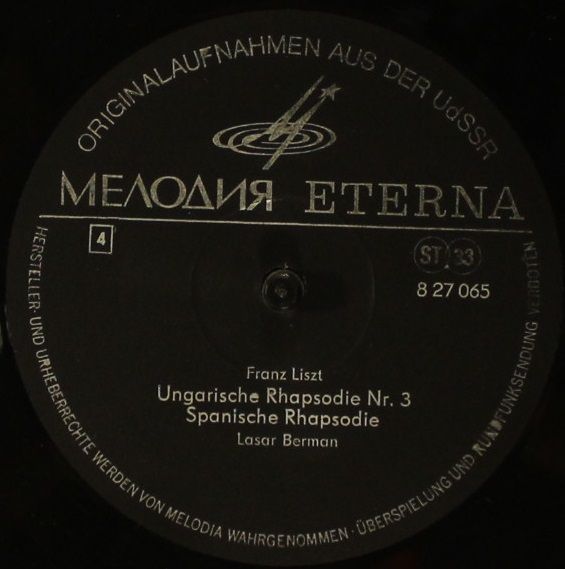 ORIGINALAUFNAHMEN AUS DER UdSSR
МЕЛОДИЯ ETERNA
4
ST 33
8 27 065
Franz Liszt
Ungarische Rhapsodie Nr. 3
Spanische Rhapsodie
Lasar Berman
HERSTELLER- UND URHEBERRECHTE WERDEN VON MELODIA WAHRGENOMMEN · ÜBERSPIELUNG UND RUNDFUNKSENDUNG VERBOTEN